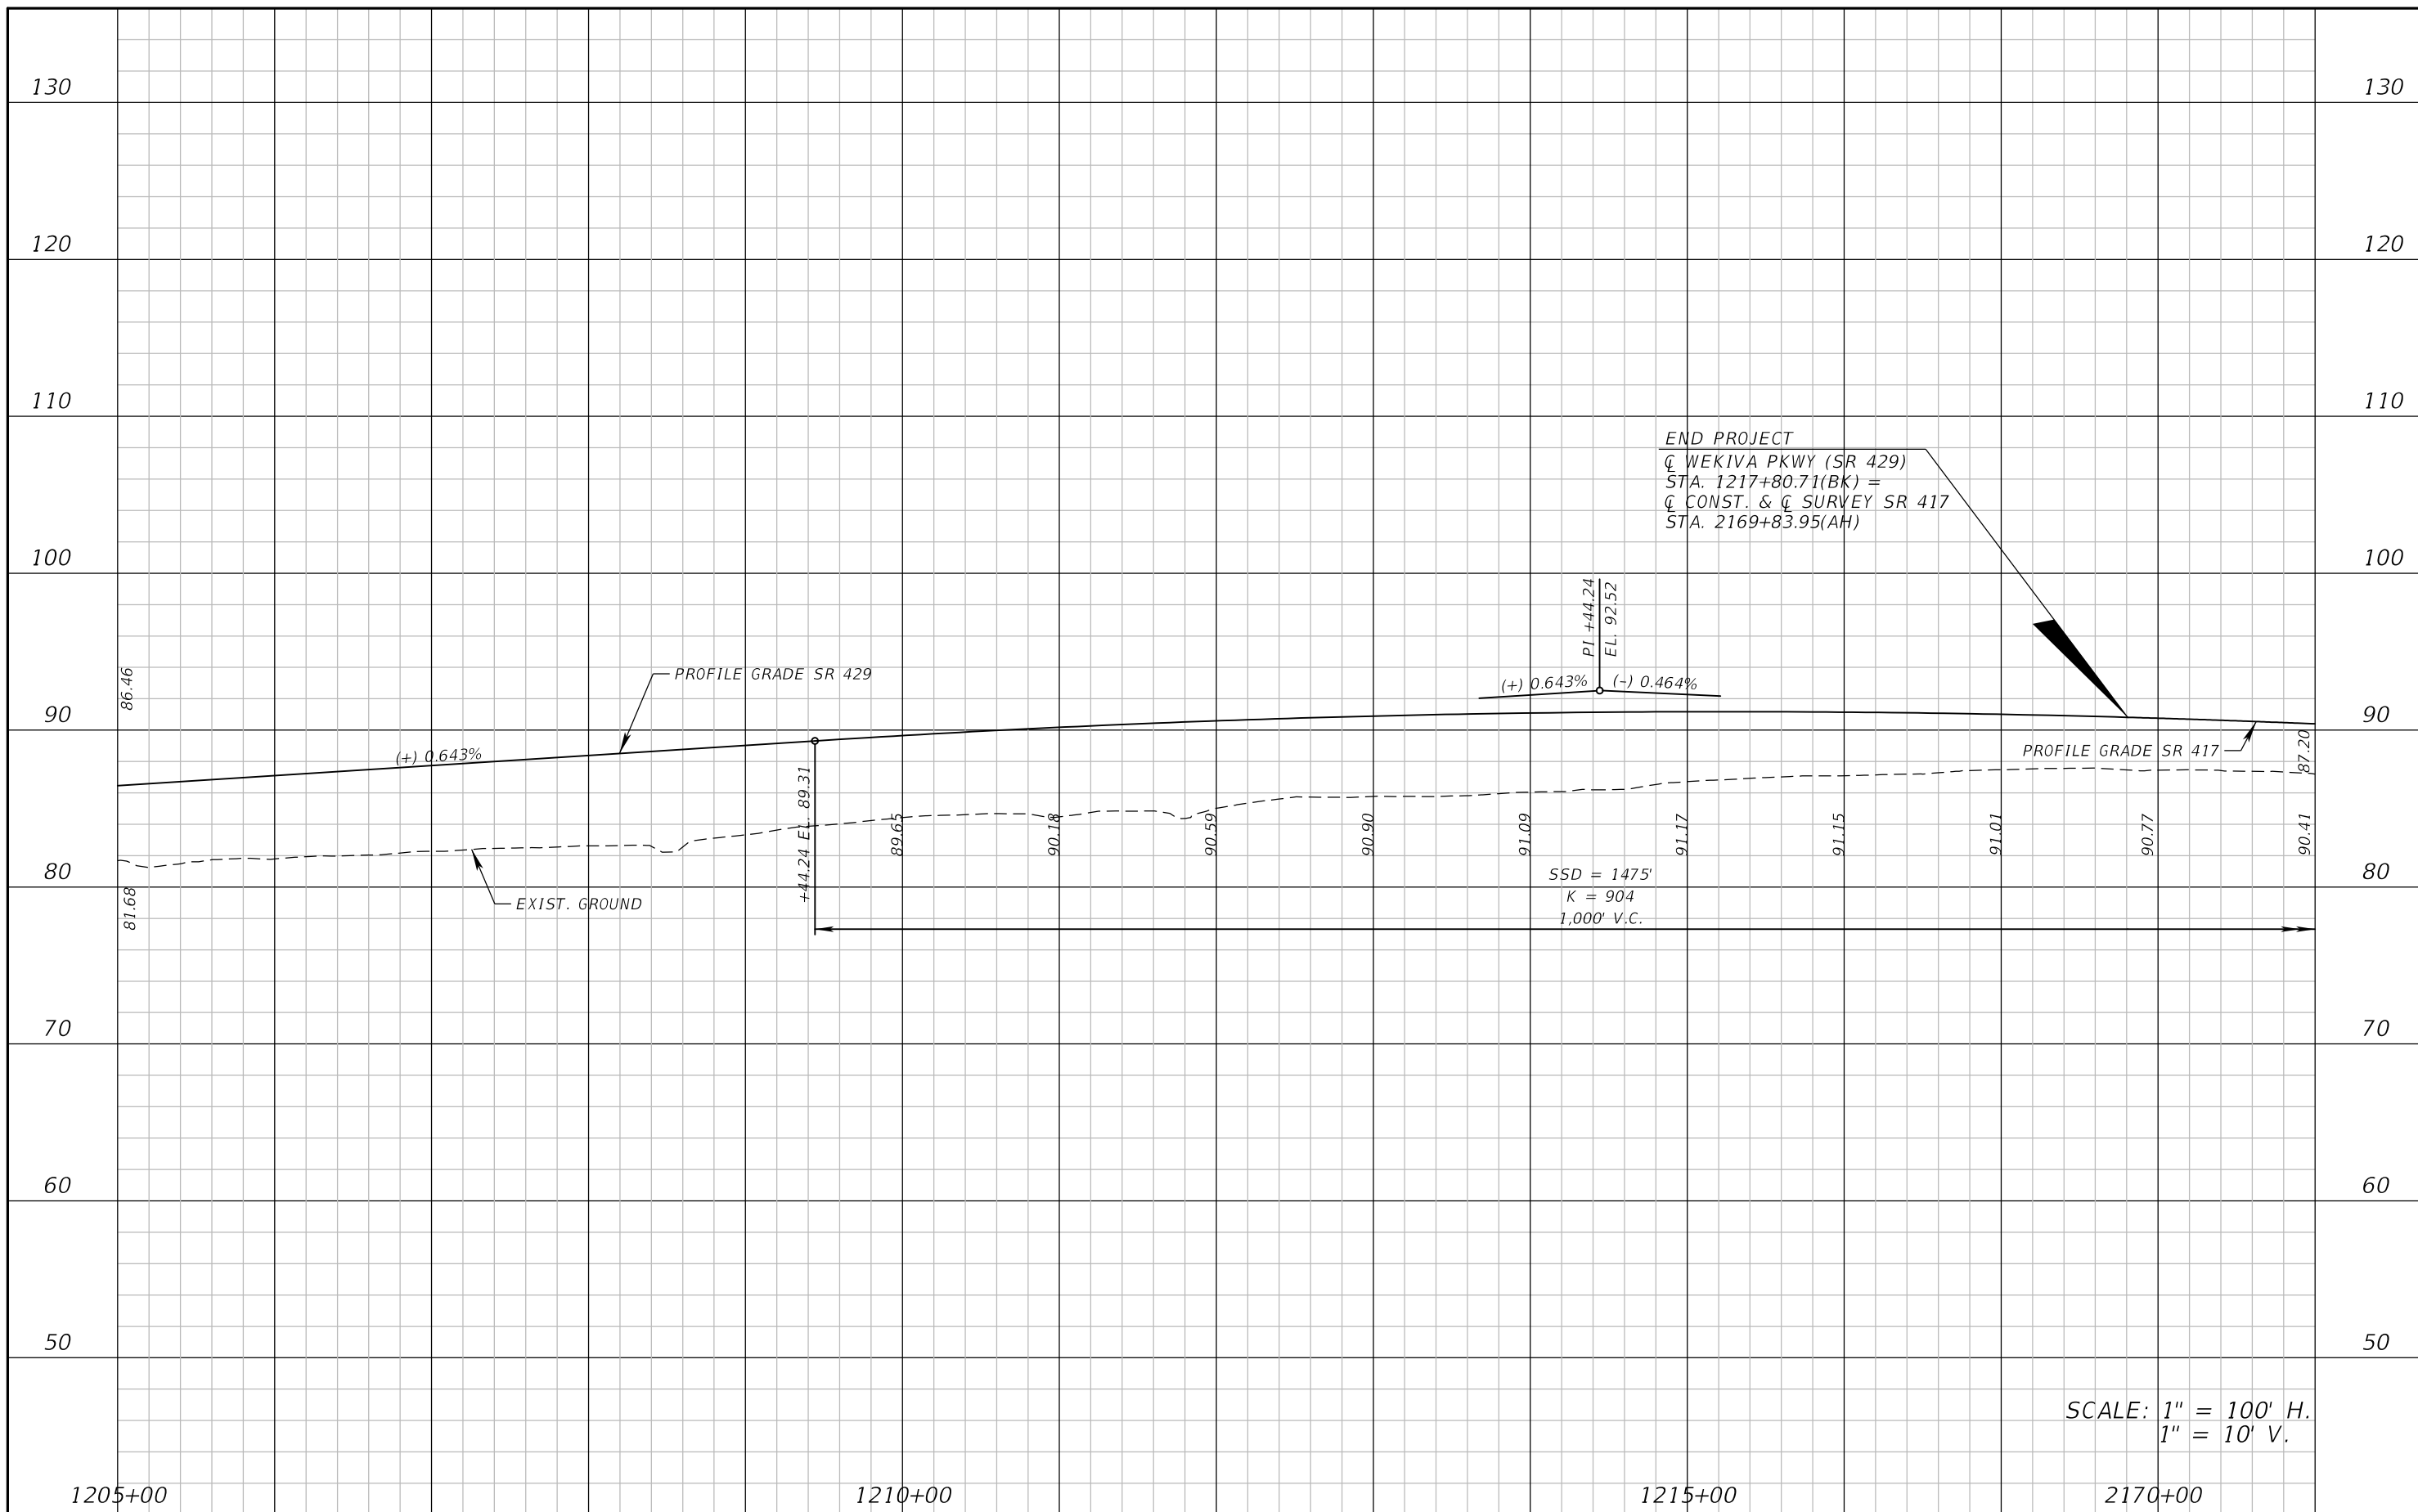 130
130
120
120
110
110
END PROJECT
℄ WEKIVA PKWY (SR 429)
STA. 1217+80.71(BK) =
℄ CONST. & ℄ SURVEY SR 417
STA. 2169+83.95(AH)
100
100
PI +44.24
EL. 92.52
86.46
PROFILE GRADE SR 429
(+) 0.643%
(-) 0.464%
90
90
(+) 0.643%
PROFILE GRADE SR 417
87.20
+44.24 EL. 89.31
89.65
90.18
90.59
90.90
91.09
91.17
91.15
91.01
90.77
90.41
80
80
SSD = 1475'
K = 904
1,000' V.C.
81.68
EXIST. GROUND
70
70
60
60
50
50
SCALE: 1" = 100' H.
1" = 10' V.
1205+00
1210+00
1215+00
2170+00